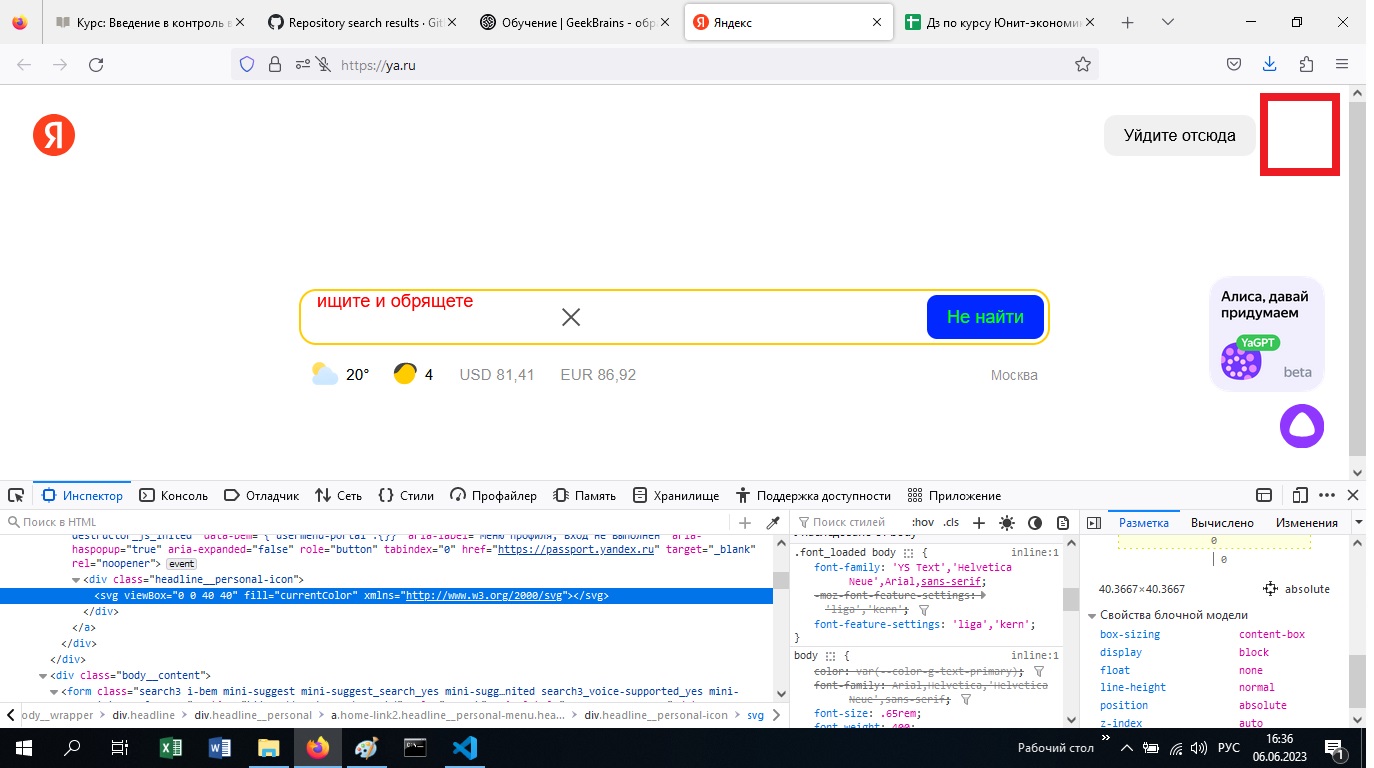 Курс: Введение в контроль в
Repository search results · Git
Обучение | GeekBrains - обр
Яндекс
Дз по курсу Юнит-экономик
https://ya.ru
Я
Уйдите отсюда
ищите и обрящете
Не найти
20°
4
USD 81,41
EUR 86,92
Москва
Алиса, давай
придумаем
YaGPT
beta
Инспектор
Консоль
Отладчик
Сеть
Стили
Профайлер
Память
Хранилище
Поддержка доступности
Приложение
Поиск в HTML
destructor_js_inited" data-bem="{"usermenu-portal":{}}" aria-label="Меню профиля, вход не выполнен" aria-
haspopup="true" aria-expanded="false" role="button" tabindex="0" href="https://passport.yandex.ru" target="_blank"
rel="noopener"> event
<div class="headline__personal-icon">
<svg viewBox="0 0 40 40" fill="currentColor" xmlns="http://www.w3.org/2000/svg"></svg>
</div>
</a>
</div>
</div>
<div class="body__content">
<form class="search3 i-bem mini-suggest mini-suggest_search_yes mini-sugg…nited search3_voice-supported_yes mini-
ody__wrapper
div.headline
div.headline__personal
a.home-link2.headline__personal-menu.hea…
div.headline__personal-icon
svg
Поиск стилей
:hov .cls
.font_loaded body {
inline:1
font-family: 'YS Text','Helvetica
Neue',Arial,sans-serif;
-moz-font-feature-settings:
'liga','kern';
font-feature-settings: 'liga','kern';
}
body {
inline:1
color: var(--color-g-text-primary);
font-family: Arial,Helvetica,'Helvetica
Neue',sans-serif;
font-size: .65rem;
font-weight: 400;
Разметка
Вычислено
Изменения
0
0
40.3667×40.3667
absolute
Свойства блочной модели
box-sizing content-box
display block
float none
line-height normal
position absolute
z-index auto
Рабочий стол
РУС
16:36
06.06.2023
1